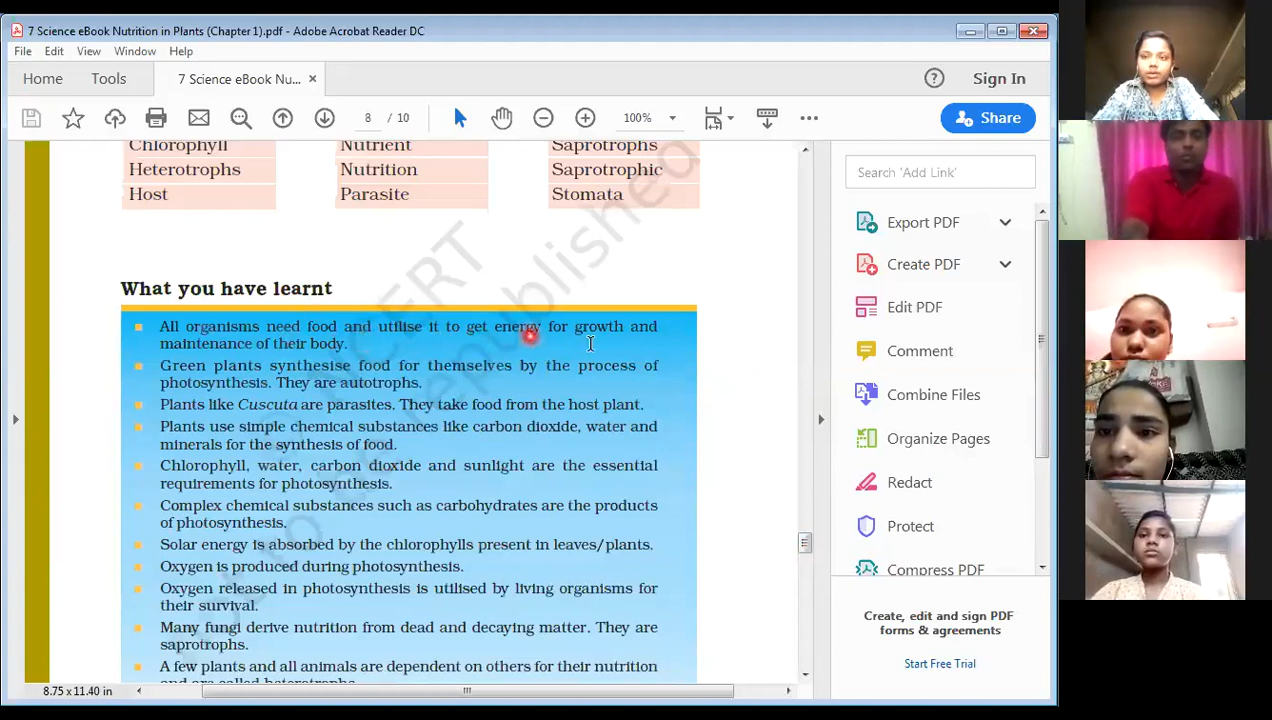 7 Science eBook Nutrition in Plants (Chapter 1).pdf - Adobe Acrobat Reader DC
File Edit View Window Help
Home Tools 7 Science eBook Nu... × Sign In
8 / 10 100% Share
Chlorophyll Nutrient Saprotrophs
Heterotrophs Nutrition Saprotrophic
Host Parasite Stomata
What you have learnt
All organisms need food and utilise it to get energy for growth and
maintenance of their body.
Green plants synthesise food for themselves by the process of
photosynthesis. They are autotrophs.
Plants like Cuscuta are parasites. They take food from the host plant.
Plants use simple chemical substances like carbon dioxide, water and
minerals for the synthesis of food.
Chlorophyll, water, carbon dioxide and sunlight are the essential
requirements for photosynthesis.
Complex chemical substances such as carbohydrates are the products
of photosynthesis.
Solar energy is absorbed by the chlorophylls present in leaves/plants.
Oxygen is produced during photosynthesis.
Oxygen released in photosynthesis is utilised by living organisms for
their survival.
Many fungi derive nutrition from dead and decaying matter. They are
saprotrophs.
A few plants and all animals are dependent on others for their nutrition
and are called heterotrophs.
8.75 x 11.40 in
Search 'Add Link'
Export PDF
Create PDF
Edit PDF
Comment
Combine Files
Organize Pages
Redact
Protect
Compress PDF
Create, edit and sign PDF
forms & agreements
Start Free Trial
© NCERT
not to be republished